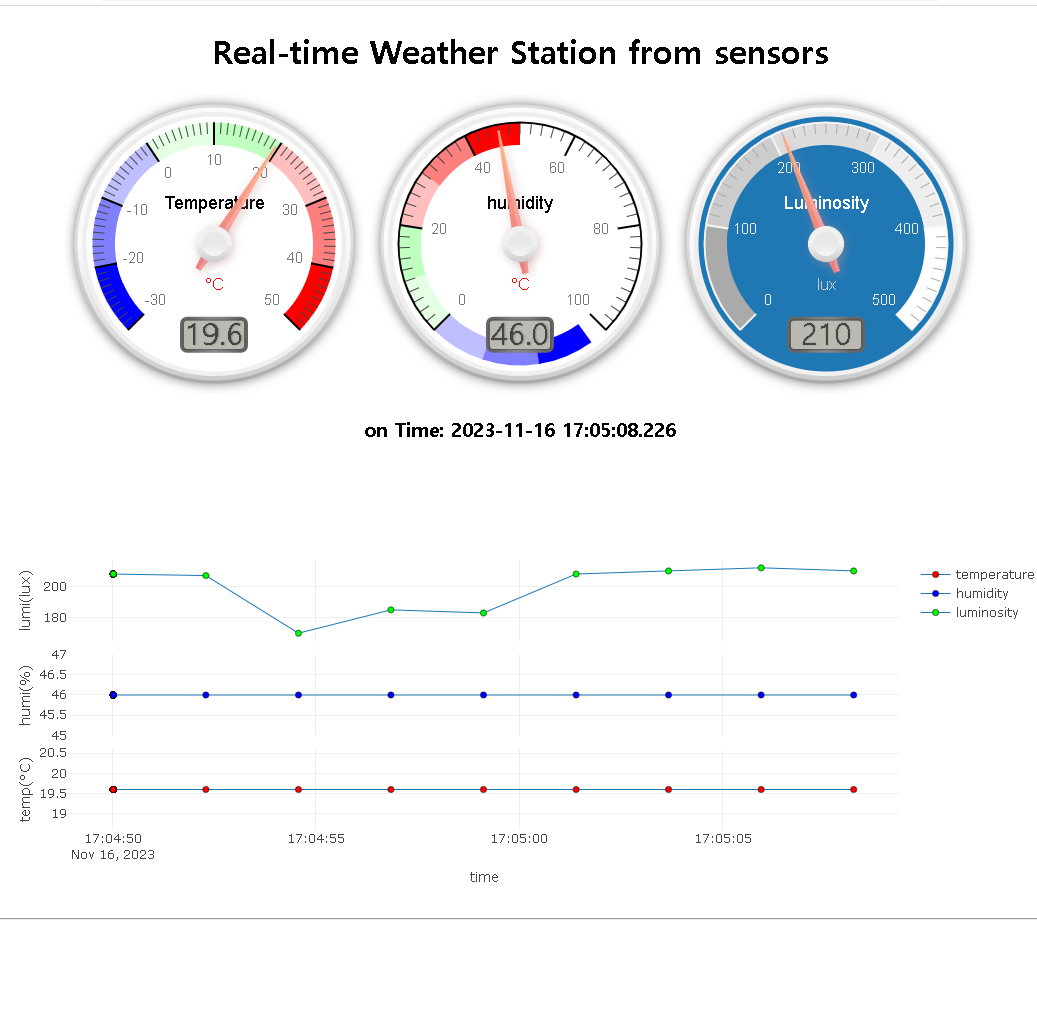 Real-time Weather Station from sensors
-30 -20 -10 0 10 20 30 40 50
Temperature
°C
19.6
0 20 40 60 80 100
humidity
°C
46.0
0 100 200 300 400 500
Luminosity
lux
210
on Time: 2023-11-16 17:05:08.226
lumi(lux)
200
180
humi(%)
47
46.5
46
45.5
45
temp(°C)
20.5
20
19.5
19
17:04:50 17:04:55 17:05:00 17:05:05
Nov 16, 2023
time
temperature
humidity
luminosity